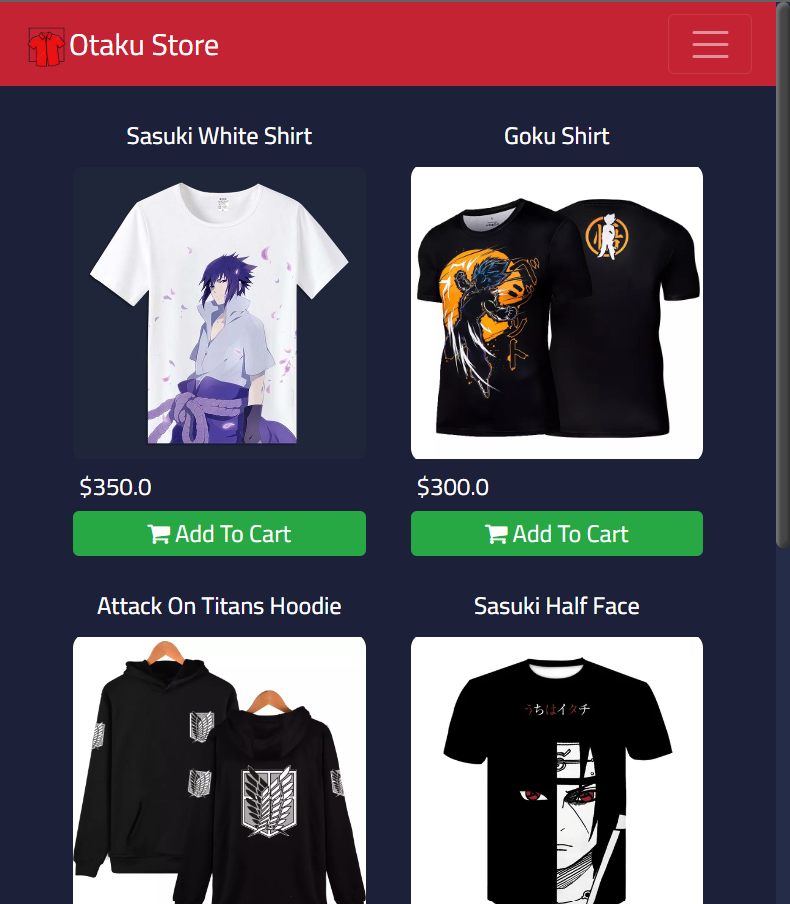 Otaku Store
Sasuki White Shirt
Goku Shirt
悟
$350.0
$300.0
Add To Cart
Add To Cart
Attack On Titans Hoodie
Sasuki Half Face
うちはイタチ